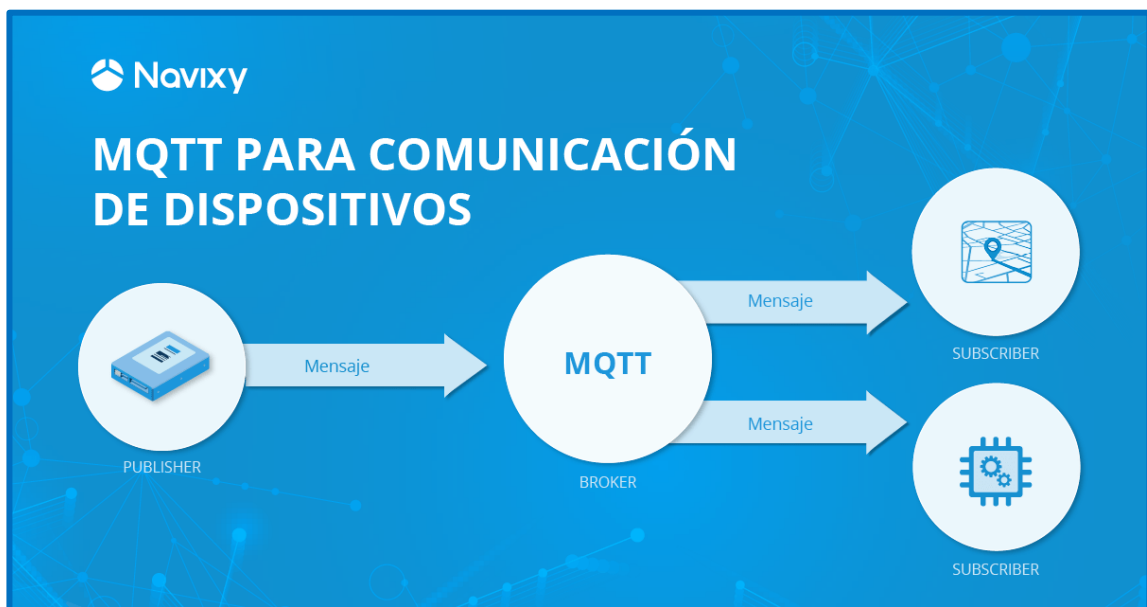 Navixy
MQTT PARA COMUNICACIÓN
DE DISPOSITIVOS
Mensaje
PUBLISHER
MQTT
BROKER
Mensaje
SUBSCRIBER
Mensaje
SUBSCRIBER